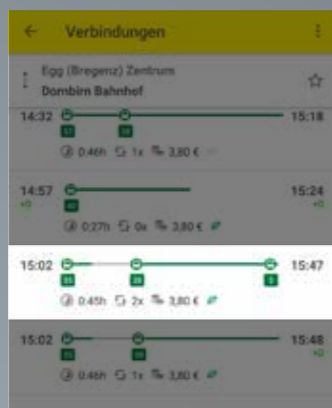 Verbindungen
Egg (Bregenz) Zentrum
Dornbirn Bahnhof
14:32 15:18
0:46h 1x 3,80 €
14:57 15:24
+0 +0
0:27h 0x 3,80 €
15:02 15:47
0:45h 2x 3,80 €
15:02 15:48
+0
0:46h 1x 3,80 €